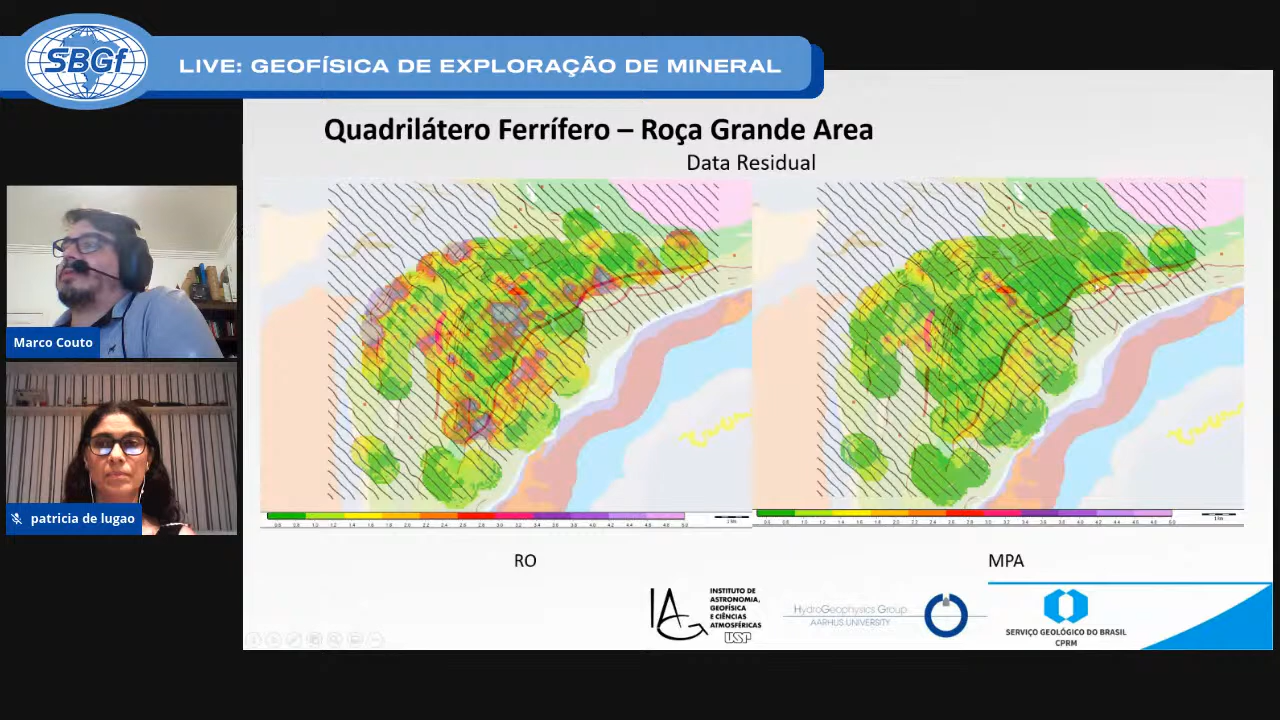 SBGf
LIVE: GEOFÍSICA DE EXPLORAÇÃO DE MINERAL
Quadrilátero Ferrífero – Roça Grande Area
Data Residual
Marco Couto
patricia de lugao
RO
MPA
INSTITUTO DE
ASTRONOMIA,
GEOFÍSICA
E CIÊNCIAS
ATMOSFÉRICAS
USP
IAG
HydroGeophysics Group
AARHUS UNIVERSITY
SERVIÇO GEOLÓGICO DO BRASIL
CPRM